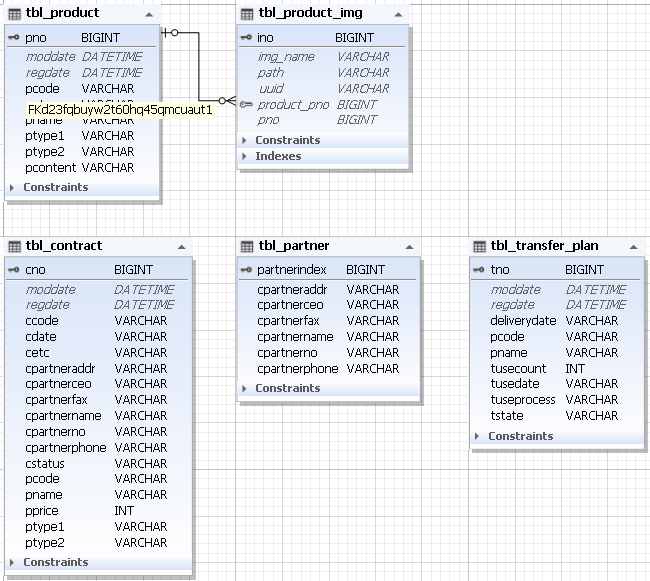 tbl_product
pno BIGINT
moddate DATETIME
regdate DATETIME
pcode VARCHAR
FKd23fqbuyw2t60hq45qmcuaut1
pname VARCHAR
ptype1 VARCHAR
ptype2 VARCHAR
pcontent VARCHAR
Constraints
tbl_product_img
ino BIGINT
img_name VARCHAR
path VARCHAR
uuid VARCHAR
product_pno BIGINT
pno BIGINT
Constraints
Indexes
tbl_contract
cno BIGINT
moddate DATETIME
regdate DATETIME
ccode VARCHAR
cdate VARCHAR
cetc VARCHAR
cpartneraddr VARCHAR
cpartnerceo VARCHAR
cpartnerfax VARCHAR
cpartnername VARCHAR
cpartnerno VARCHAR
cpartnerphone VARCHAR
cstatus VARCHAR
pcode VARCHAR
pname VARCHAR
pprice INT
ptype1 VARCHAR
ptype2 VARCHAR
Constraints
tbl_partner
partnerindex BIGINT
cpartneraddr VARCHAR
cpartnerceo VARCHAR
cpartnerfax VARCHAR
cpartnername VARCHAR
cpartnerno VARCHAR
cpartnerphone VARCHAR
Constraints
tbl_transfer_plan
tno BIGINT
moddate DATETIME
regdate DATETIME
deliverydate VARCHAR
pcode VARCHAR
pname VARCHAR
tusecount INT
tusedate VARCHAR
tuseprocess VARCHAR
tstate VARCHAR
Constraints